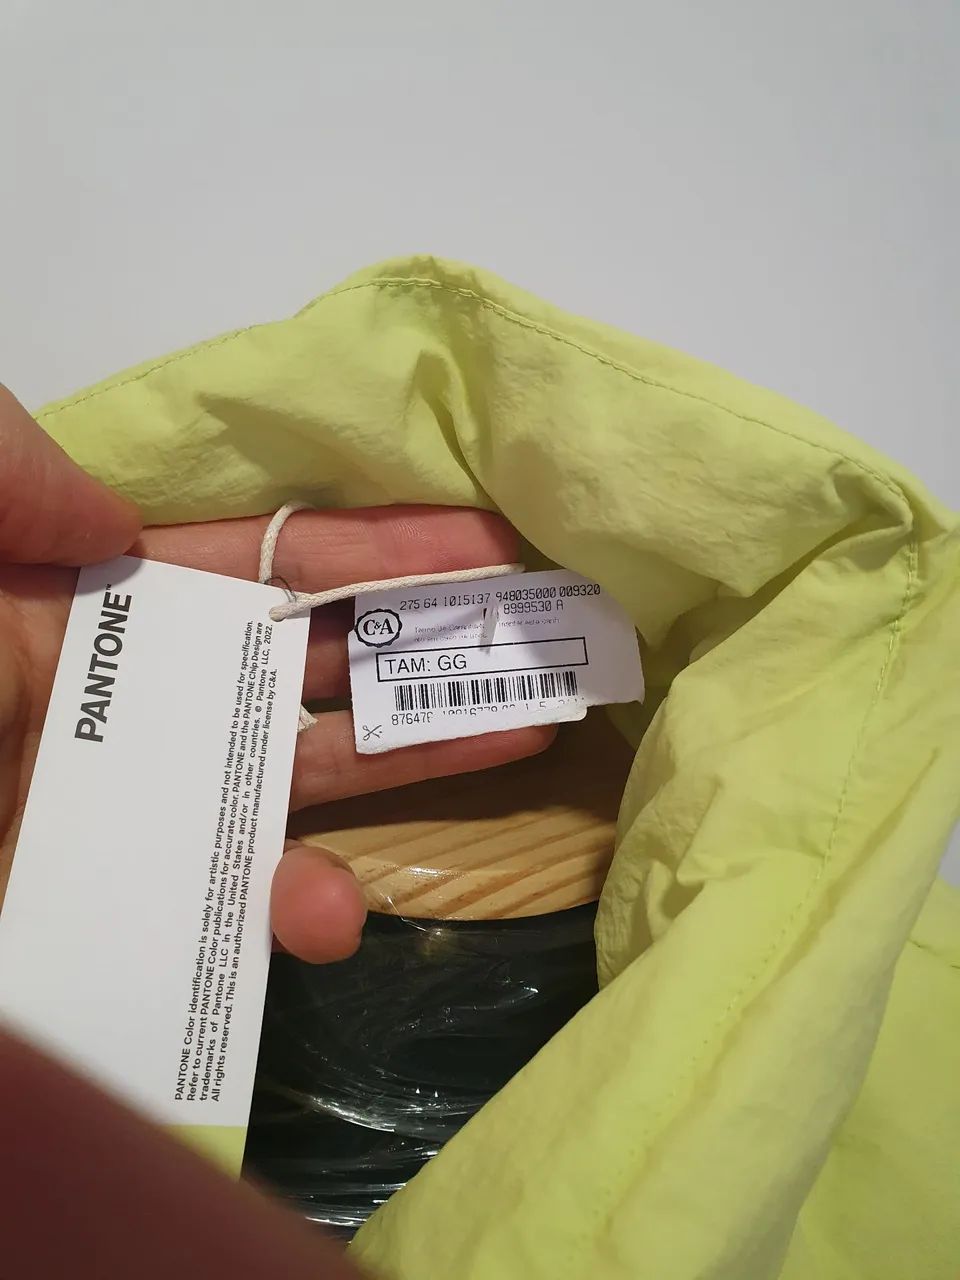 PANTONE™
PANTONE Color identification is solely for artistic purposes and not intended to be used for specification.
Refer to current PANTONE Color publications for accurate color. PANTONE and the PANTONE Chip Design are
trademarks of Pantone LLC in the United States and/or in other countries. © Pantone LLC, 2022.
All rights reserved. This is an authorized PANTONE product manufactured under license by C&A.
275 64 1015137 948035000 009320
8999530 A
C&A
TAM: GG